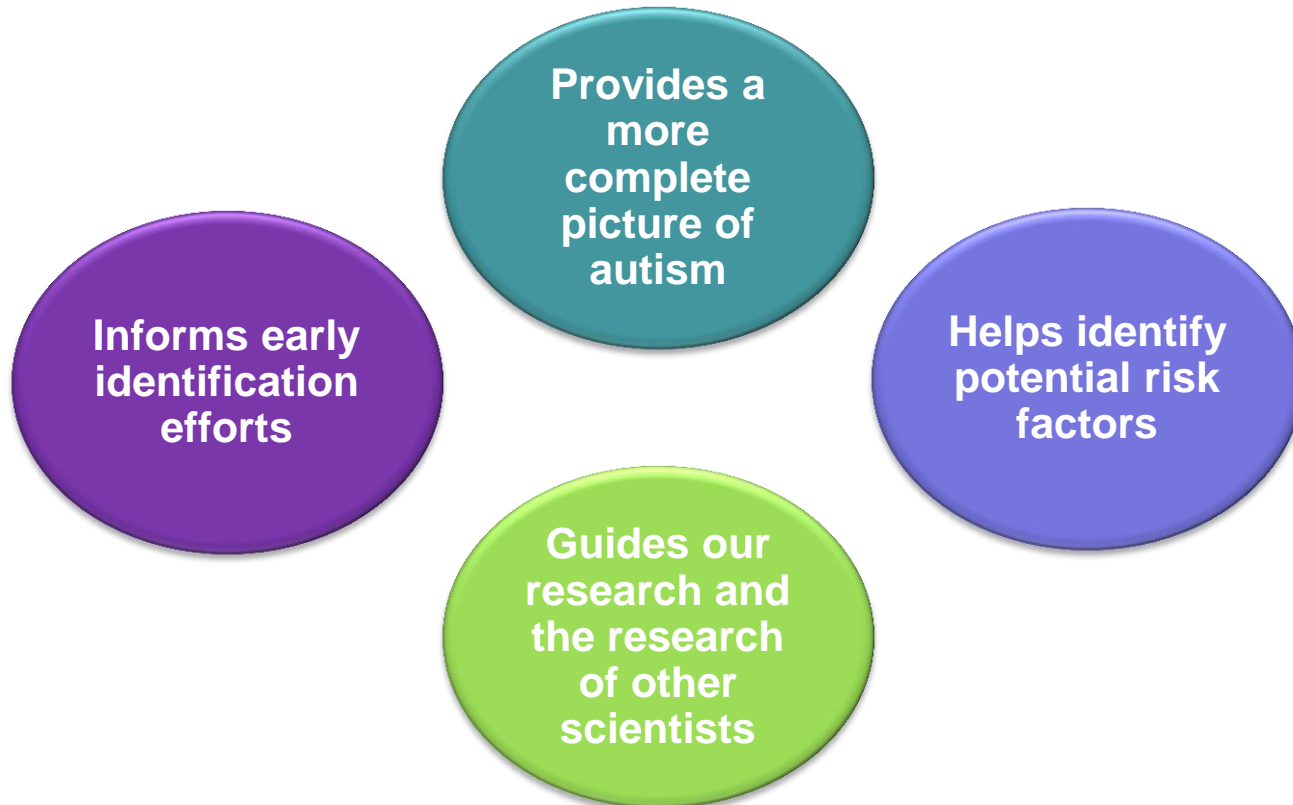 Provides a
more
complete
picture of
autism
Informs early
identification
efforts
Helps identify
potential risk
factors
Guides our
research and
the research
of other
scientists